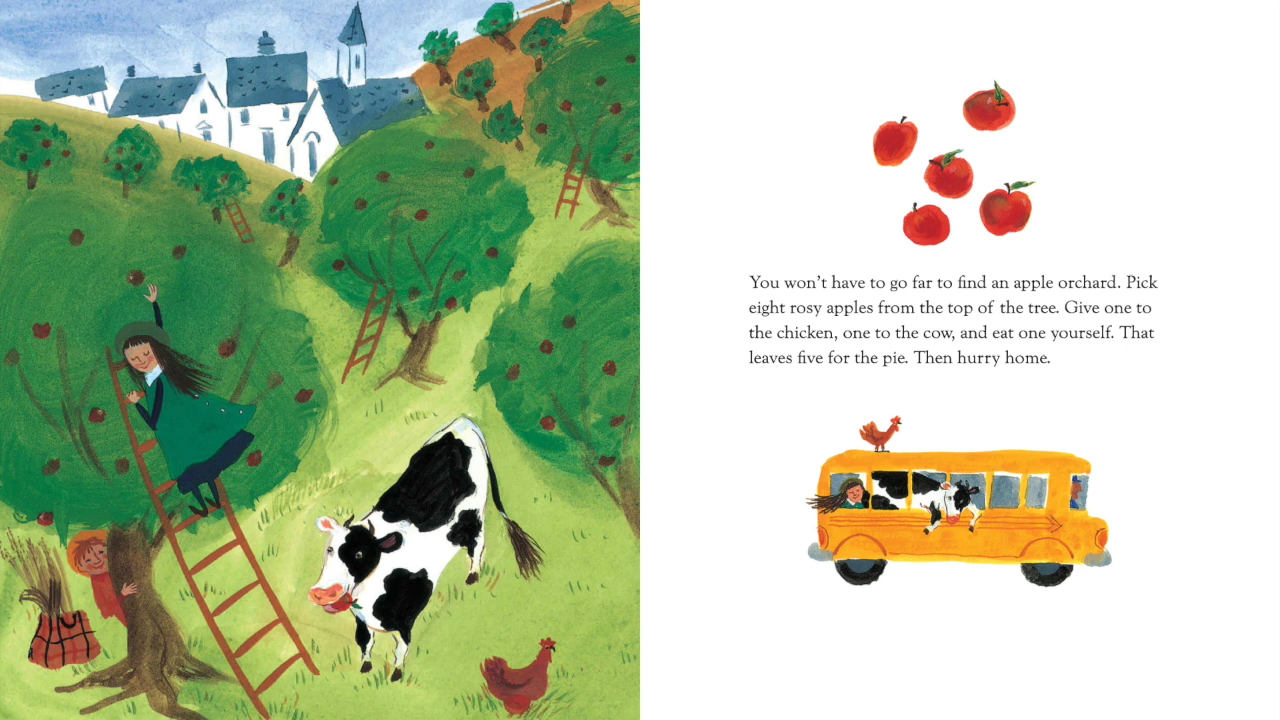 You won’t have to go far to find an apple orchard. Pick
eight rosy apples from the top of the tree. Give one to
the chicken, one to the cow, and eat one yourself. That
leaves five for the pie. Then hurry home.